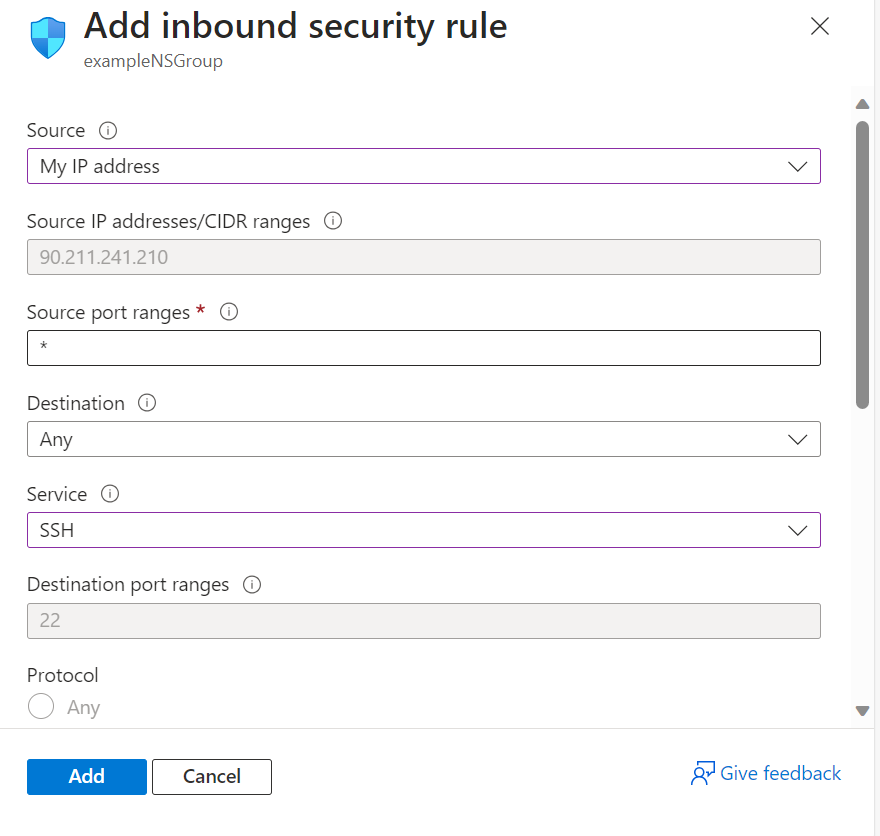 Add inbound security rule
exampleNSGroup
Source
My IP address
Source IP addresses/CIDR ranges
90.211.241.210
Source port ranges *
*
Destination
Any
Service
SSH
Destination port ranges
22
Protocol
Any
Add Cancel Give feedback